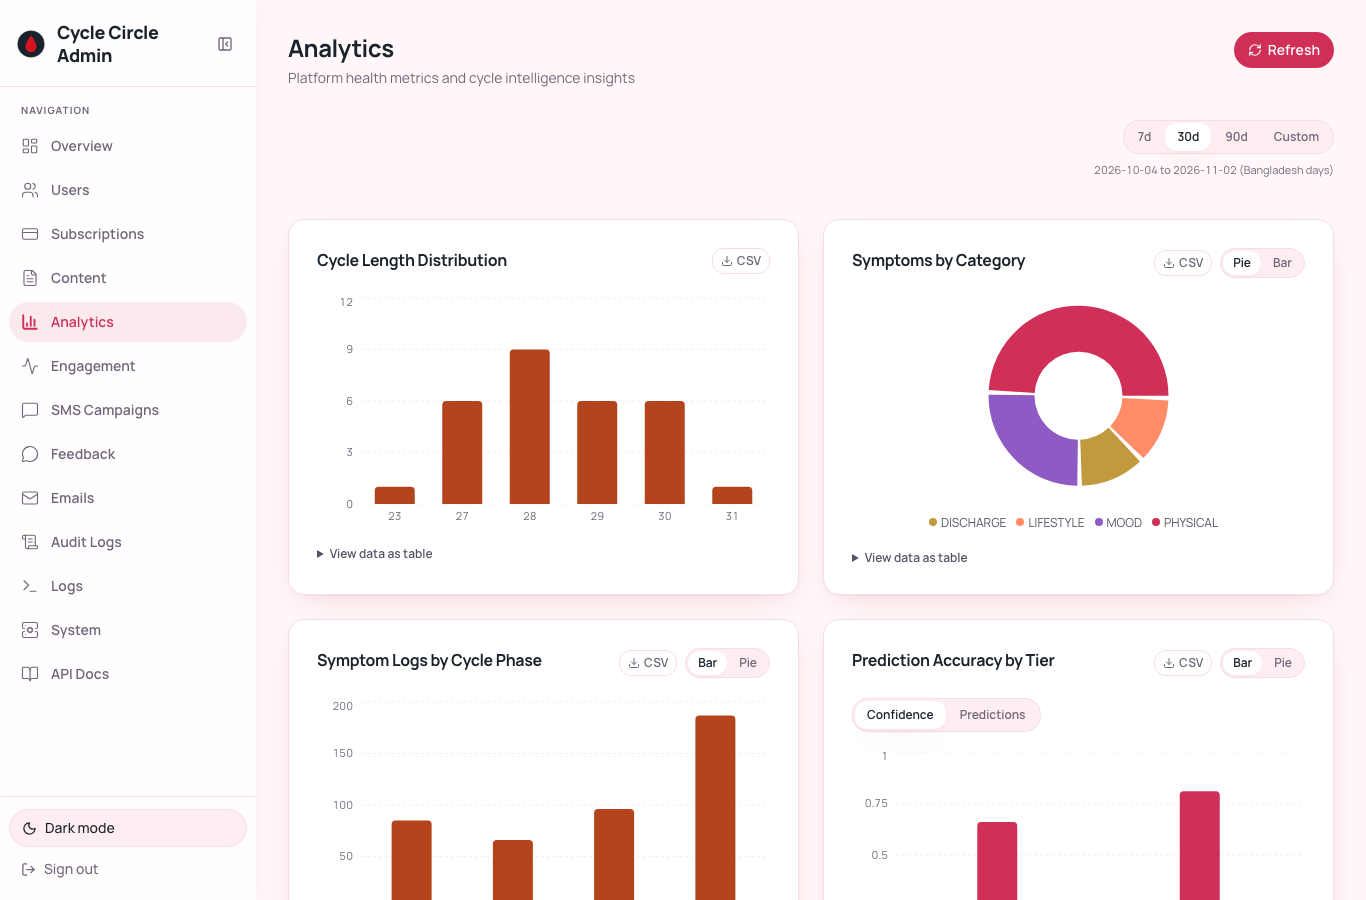 Cycle Circle
Admin
NAVIGATION
Overview
Users
Subscriptions
Content
Analytics
Engagement
SMS Campaigns
Feedback
Emails
Audit Logs
Logs
System
API Docs
Dark mode
Sign out
Analytics
Platform health metrics and cycle intelligence insights
Refresh
7d 30d 90d Custom
2026-10-04 to 2026-11-02 (Bangladesh days)
Cycle Length Distribution
CSV
12
9
6
3
0
23 27 28 29 30 31
View data as table
Symptoms by Category
CSV Pie Bar
DISCHARGE LIFESTYLE MOOD PHYSICAL
View data as table
Symptom Logs by Cycle Phase
CSV Bar Pie
200
150
100
50
Prediction Accuracy by Tier
CSV Bar Pie
Confidence Predictions
1
0.75
0.5